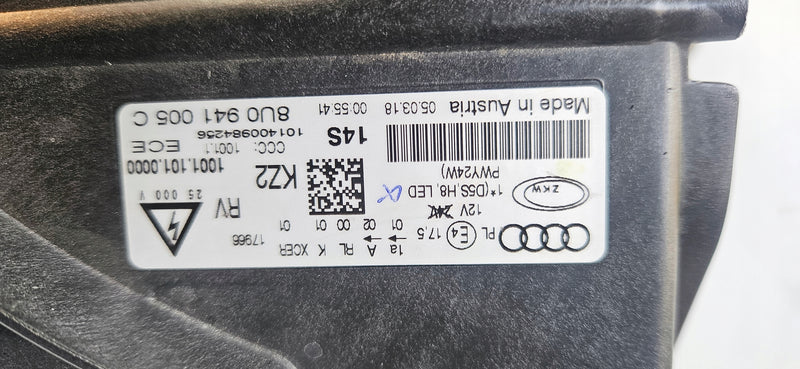 PL E4 17.5
1a A RL K XCER 17966
01 02 00 01 01
12V 24V
ZKW
1*(D5S,H8, LED
PWY24W)
KZ2
RV
25 000 V
1001.101.0000
CCC: 1001.1 ECE
101400984256
14S
Made in Austria 05.03.18 00:55:41
8U0 941 005 C